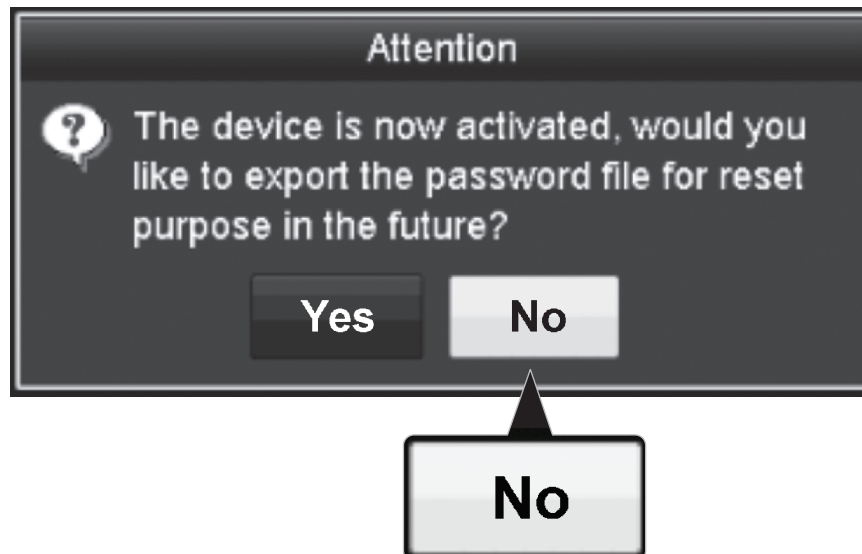 Attention
The device is now activated, would you
like to export the password file for reset
purpose in the future?
Yes No
No